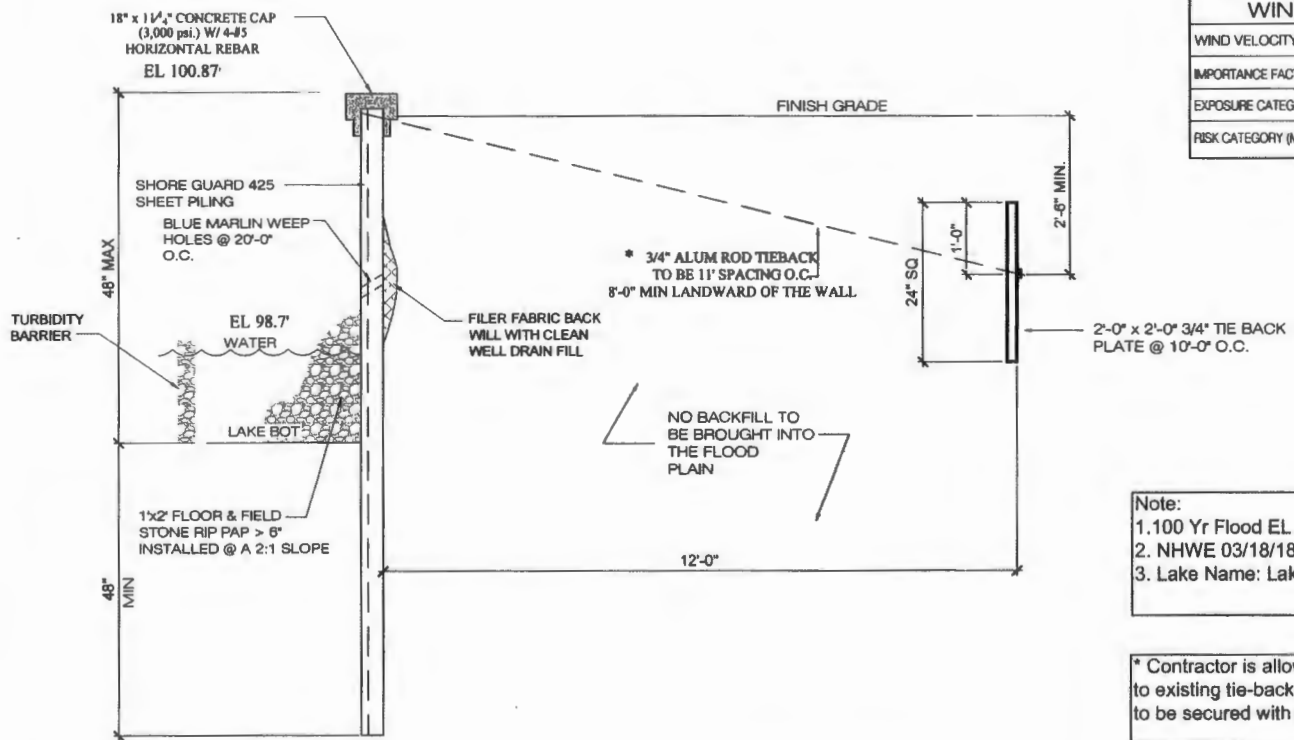 18" x 11 1/4" CONCRETE CAP
(3,000 psi.) W/ 4-#5
HORIZONTAL REBAR
EL 100.87'
SHORE GUARD 425
SHEET PILING
BLUE MARLIN WEEP
HOLES @ 20'-0"
O.C.
48" MAX
TURBIDITY
BARRIER
EL 98.7'
WATER
LAKE BOT
1'x2' FLOOR & FIELD
STONE RIP PAP > 6"
INSTALLED @ A 2:1 SLOPE
48"
MIN
FINISH GRADE
* 3/4" ALUM ROD TIEBACK
TO BE 11' SPACING O.C.
8'-0" MIN LANDWARD OF THE WALL
FILER FABRIC BACK
WILL WITH CLEAN
WELL DRAIN FILL
NO BACKFILL TO
BE BROUGHT INTO
THE FLOOD
PLAIN
12'-0"
24" SQ
1'-0"
2'-6" MIN.
2'-0" x 2'-0" 3/4" TIE BACK
PLATE @ 10'-0" O.C.
WIN
WIND VELOCITY
IMPORTANCE FACT
EXPOSURE CATEG
RISK CATEGORY (M
Note:
1.100 Yr Flood EL
2. NHWE 03/18/18
3. Lake Name: Lak
* Contractor is allow
to existing tie-back
to be secured with